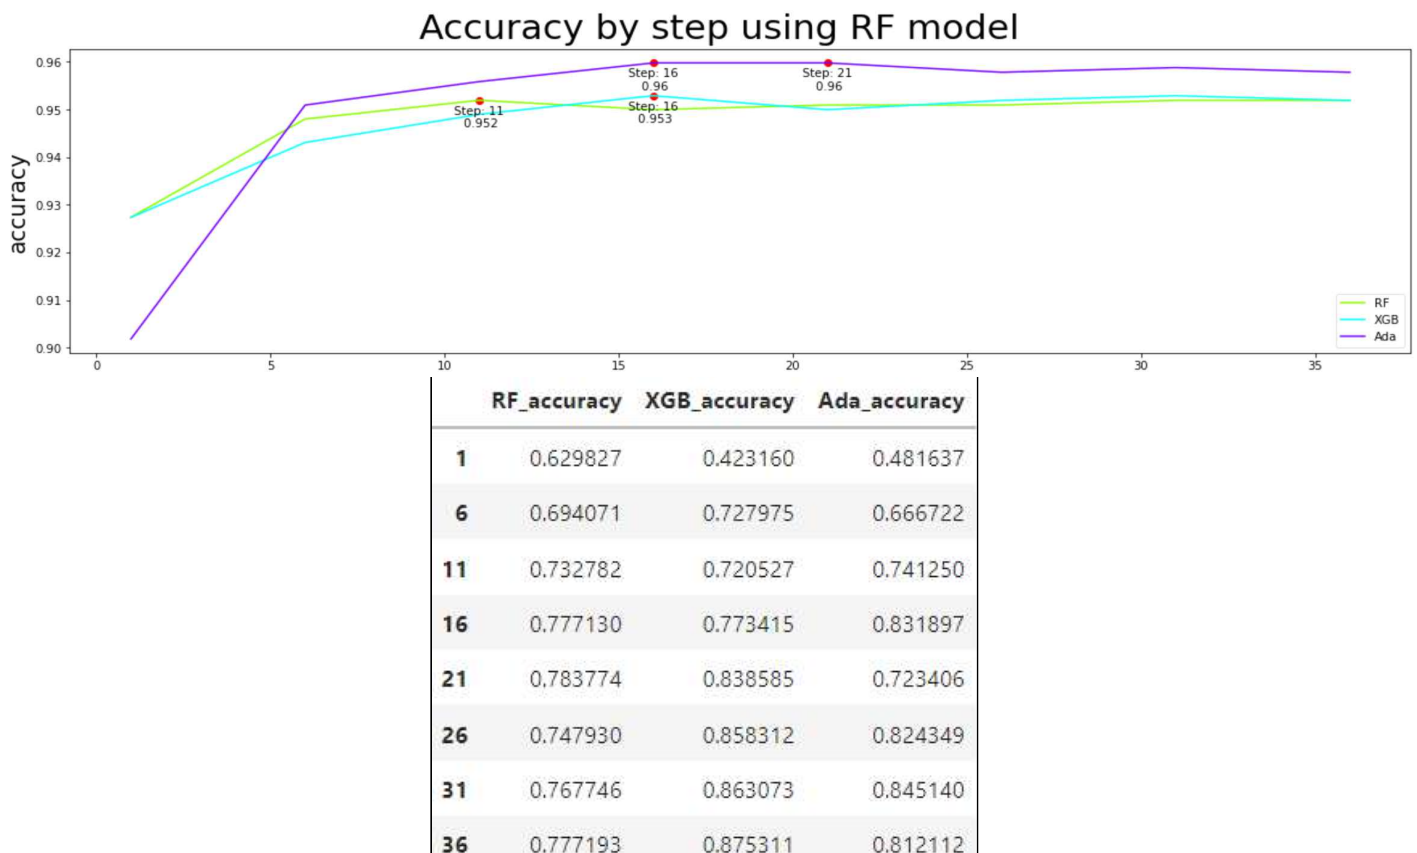 Accuracy by step using RF model
accuracy
0.96
0.95
0.94
0.93
0.92
0.91
0.90
Step: 16
0.96
Step: 21
0.96
Step: 11
0.952
Step: 16
0.953
RF
XGB
Ada
0 5 10 15 20 25 30 35
RF_accuracy XGB_accuracy Ada_accuracy
1 0.629827 0.423160 0.481637
6 0.694071 0.727975 0.666722
11 0.732782 0.720527 0.741250
16 0.777130 0.773415 0.831897
21 0.783774 0.838585 0.723406
26 0.747930 0.858312 0.824349
31 0.767746 0.863073 0.845140
36 0.777193 0.875311 0.812112